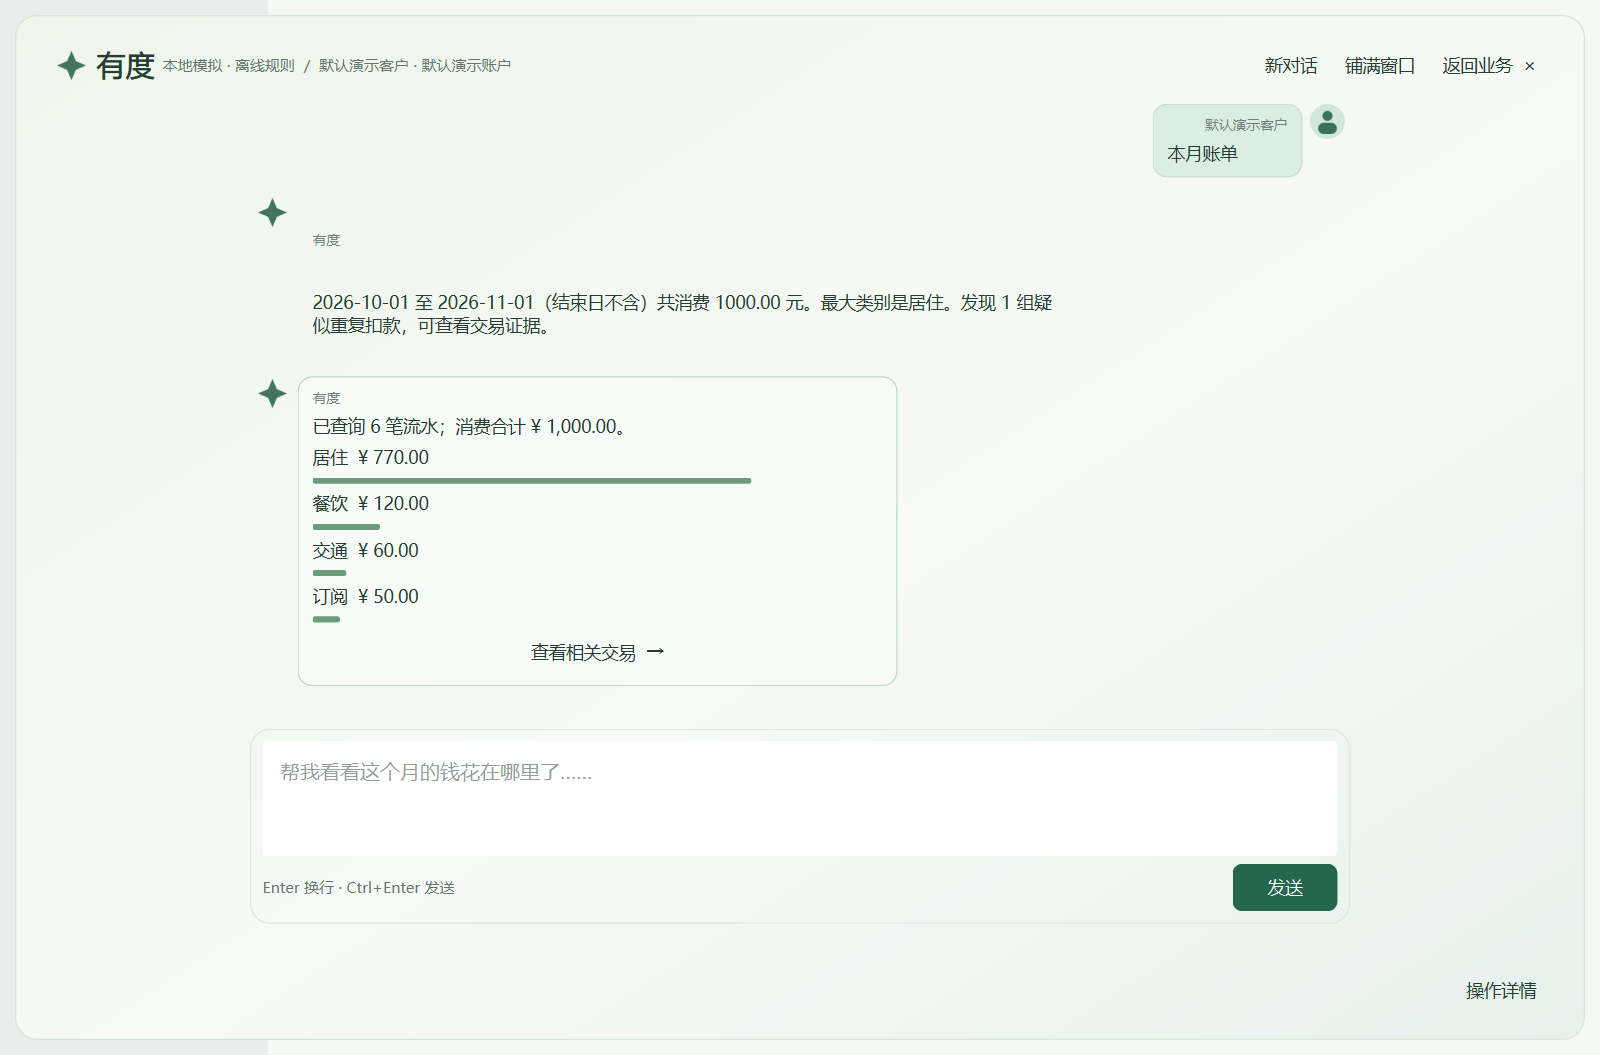 有度 本地模拟 · 离线规则 / 默认演示客户 · 默认演示账户
新对话 铺满窗口 返回业务 ×
默认演示客户
本月账单
有度
2026-10-01 至 2026-11-01（结束日不含）共消费 1000.00 元。最大类别是居住。发现 1 组疑
似重复扣款，可查看交易证据。
有度
已查询 6 笔流水；消费合计 ¥ 1,000.00。
居住 ¥ 770.00
餐饮 ¥ 120.00
交通 ¥ 60.00
订阅 ¥ 50.00
查看相关交易 →
帮我看看这个月的钱花在哪里了......
Enter 换行 · Ctrl+Enter 发送
发送
操作详情